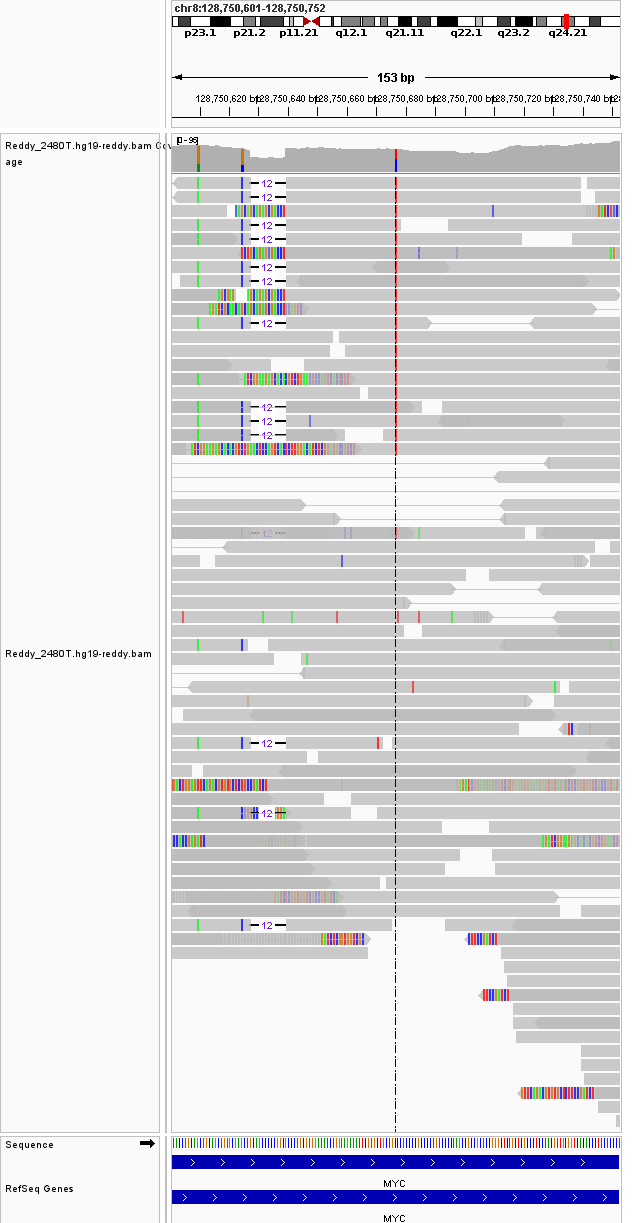 chr8:128,750,601-128,750,752
p23.1 p21.2 p11.21 q12.1 q21.11 q22.1 q23.2 q24.21
153 bp
128,750,620 bp 128,750,640 bp 128,750,660 bp 128,750,680 bp 128,750,700 bp 128,750,720 bp 128,750,740 bp
Reddy_2480T.hg19-reddy.bam Cov
age
12
12
12
12
12
12
12
12
12
12
12
12
12
12
Reddy_2480T.hg19-reddy.bam
Sequence
RefSeq Genes
MYC
MYC